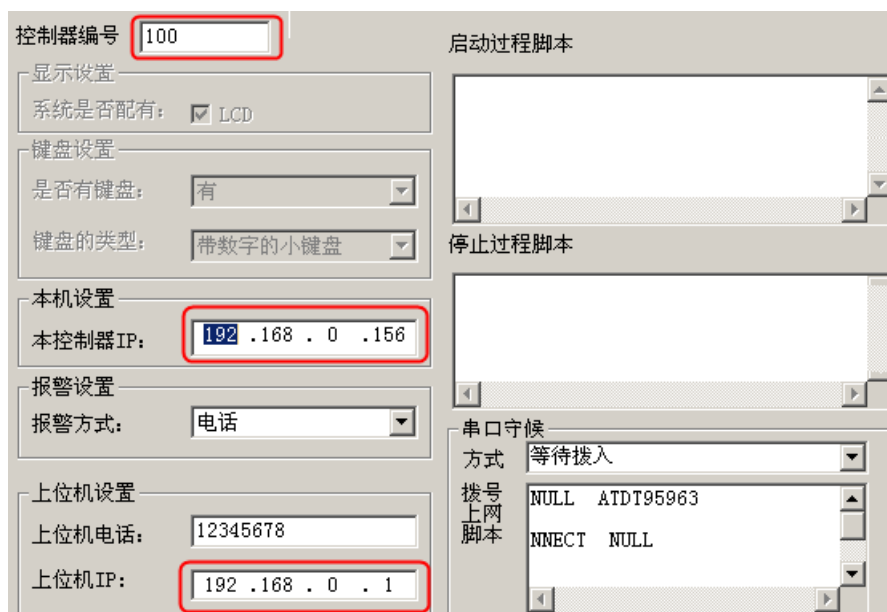 控制器编号 100
显示设置
系统是否配有： LCD
键盘设置
是否有键盘： 有
键盘的类型： 带数字的小键盘
本机设置
本控制器IP： 192 .168 . 0 .156
报警设置
报警方式： 电话
上位机设置
上位机电话： 12345678
上位机IP： 192 .168 . 0 . 1
启动过程脚本
停止过程脚本
串口守候
方式 等待拨入
拨号
上网
脚本
NULL ATDT95963
NNECT NULL